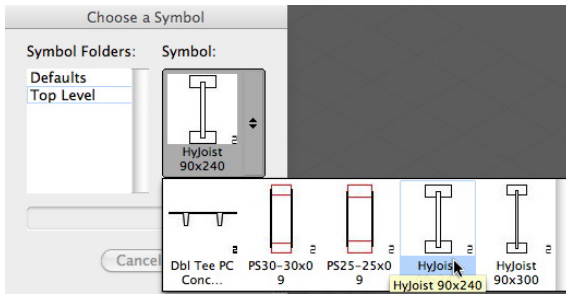 Choose a Symbol
Symbol Folders: Symbol:
Defaults
Top Level
HyJoist
90x240
Cancel
Dbl Tee PC
Conc...
PS30-30x0
9
PS25-25x0
9
HyJois
HyJoist
90x300
HyJoist 90x240